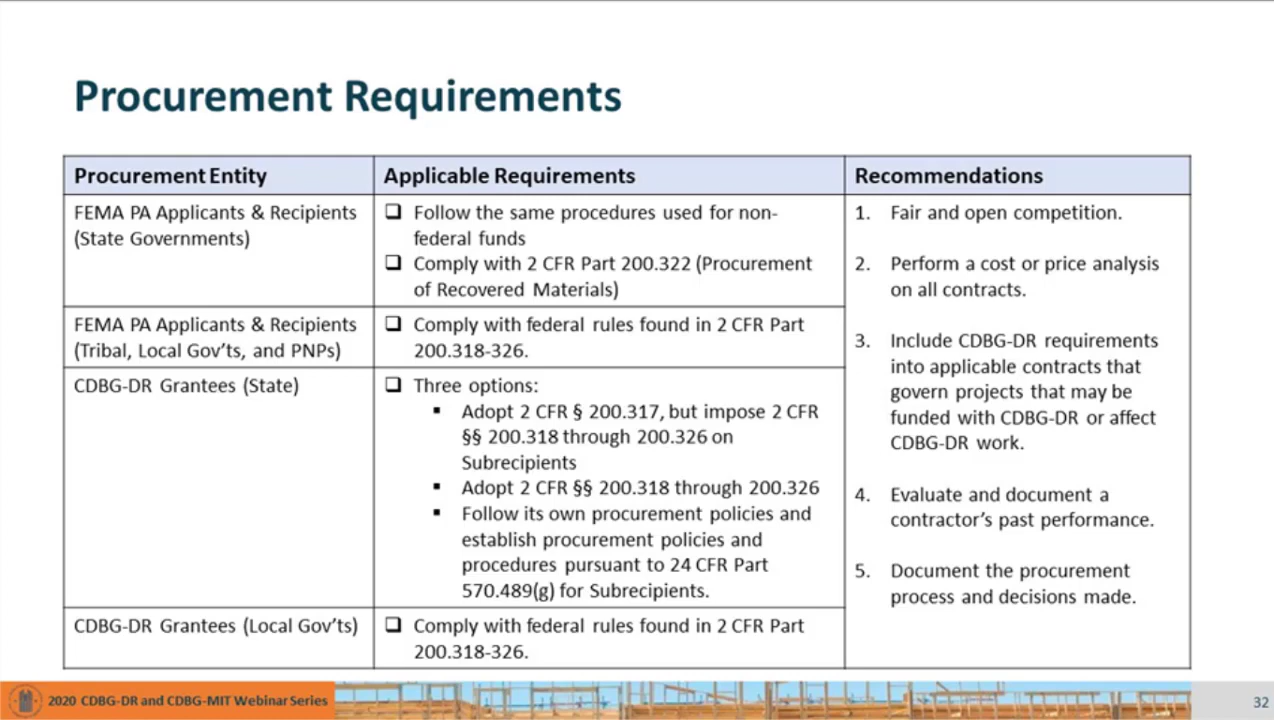 Procurement Requirements
Procurement Entity
Applicable Requirements
Recommendations
FEMA PA Applicants & Recipients
(State Governments)
❑ Follow the same procedures used for non-
federal funds
❑ Comply with 2 CFR Part 200.322 (Procurement
of Recovered Materials)
FEMA PA Applicants & Recipients
(Tribal, Local Gov'ts, and PNPs)
❑ Comply with federal rules found in 2 CFR Part
200.318-326.
CDBG-DR Grantees (State)
❑ Three options:
▪ Adopt 2 CFR § 200.317, but impose 2 CFR
§§ 200.318 through 200.326 on
Subrecipients
▪ Adopt 2 CFR §§ 200.318 through 200.326
▪ Follow its own procurement policies and
establish procurement policies and
procedures pursuant to 24 CFR Part
570.489(g) for Subrecipients.
CDBG-DR Grantees (Local Gov'ts)
❑ Comply with federal rules found in 2 CFR Part
200.318-326.
1. Fair and open competition.
2. Perform a cost or price analysis
on all contracts.
3. Include CDBG-DR requirements
into applicable contracts that
govern projects that may be
funded with CDBG-DR or affect
CDBG-DR work.
4. Evaluate and document a
contractor's past performance.
5. Document the procurement
process and decisions made.
2020 CDBG-DR and CDBG-MIT Webinar Series
32